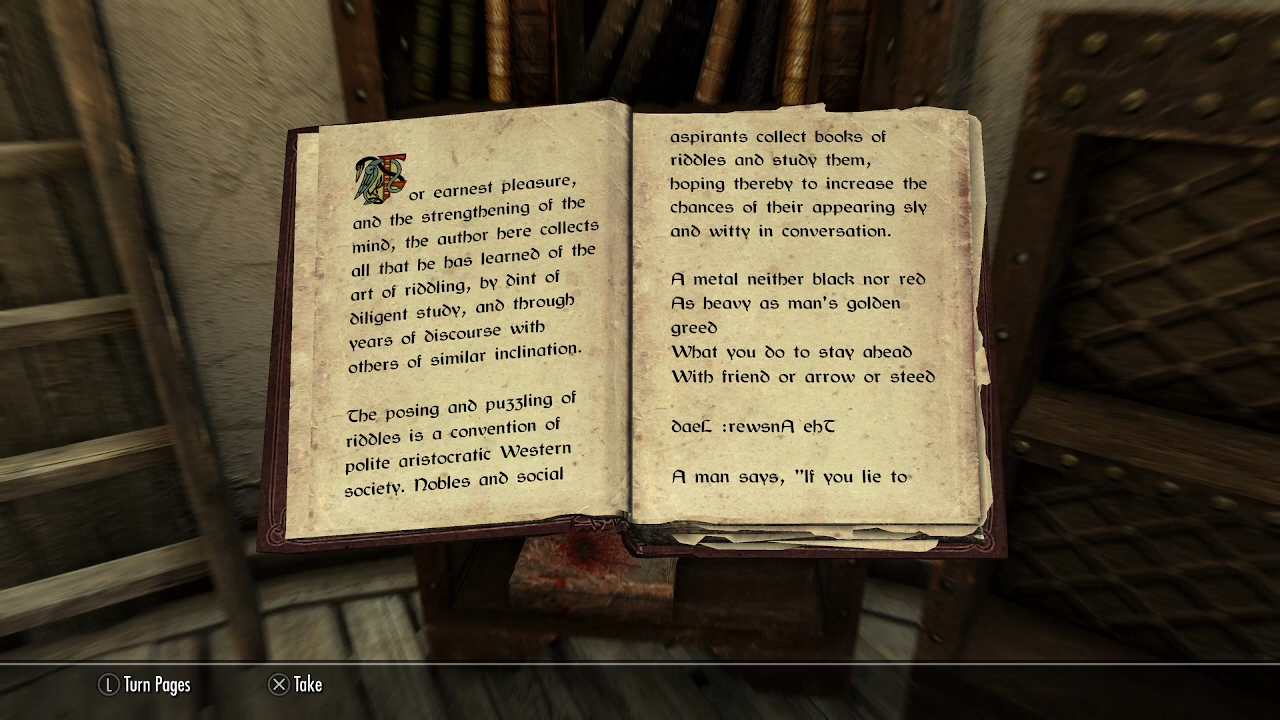 For earnest pleasure,
and the strengthening of the
mind, the author here collects
all that he has learned of the
art of riddling, by dint of
diligent study, and through
years of discourse with
others of similar inclination.
The posing and puzzling of
riddles is a convention of
polite aristocratic Western
society. Nobles and social
aspirants collect books of
riddles and study them,
hoping thereby to increase the
chances of their appearing sly
and witty in conversation.
A metal neither black nor red
As heavy as man's golden
greed
What you do to stay ahead
With friend or arrow or steed
daeL :rewsnA ehT
A man says, "If you lie to
L Turn Pages
X Take